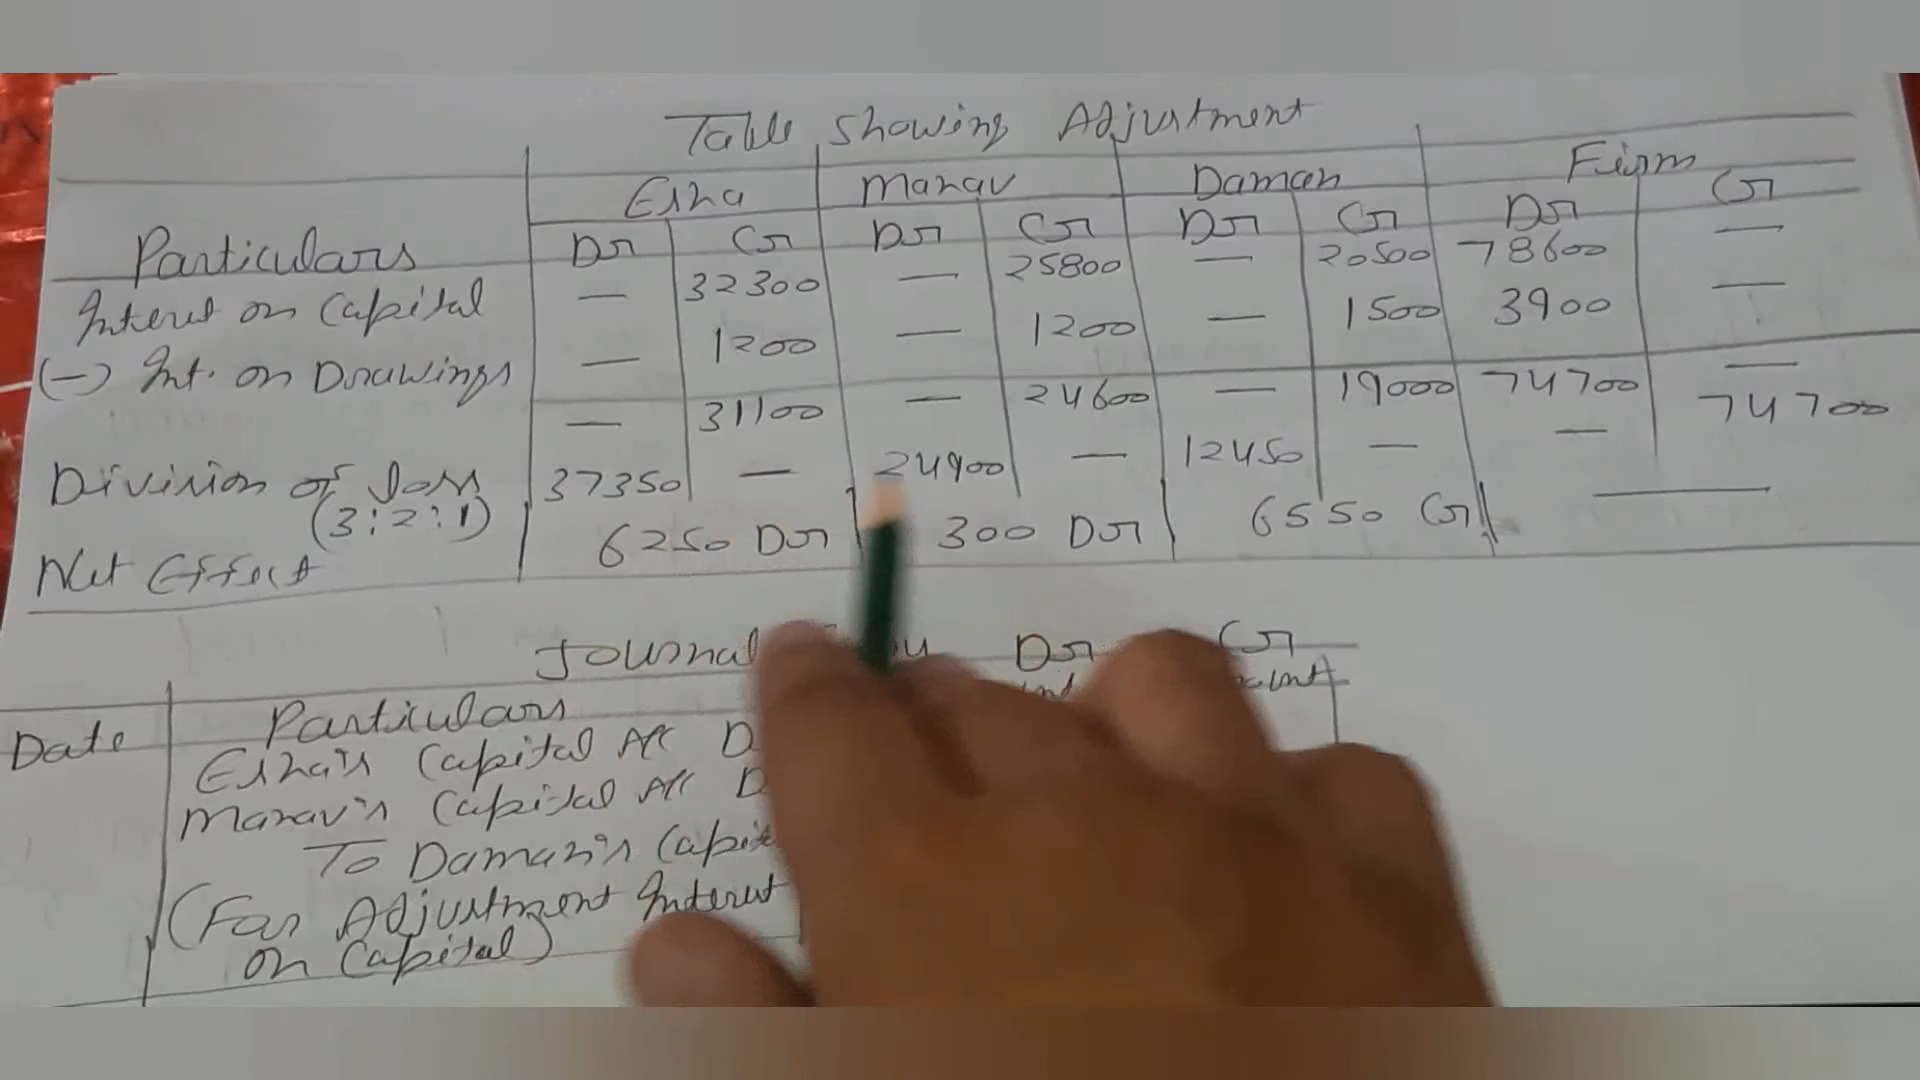 Table Showing Adjustment
Esha Manav Daman Firm
Particulars Dr Cr Dr Cr Dr Cr Dr Cr
Interest on Capital — 32300 — 25800 — 20500 78600 —
(-) Int. on Drawings — 1200 — 1200 — 1500 3900 —
— 31100 — 24600 — 19000 74700 —
Division of loss 37350 — 24900 — 12450 — — 74700
(3:2:1)
Net Effect 6250 Dr 300 Dr 6550 Cr —
Journal Dr Cr
Date Particulars
Esha's Capital A/c D
Manav's Capital A/c D
To Daman's Capit
(For Adjustment Interest
on Capital)